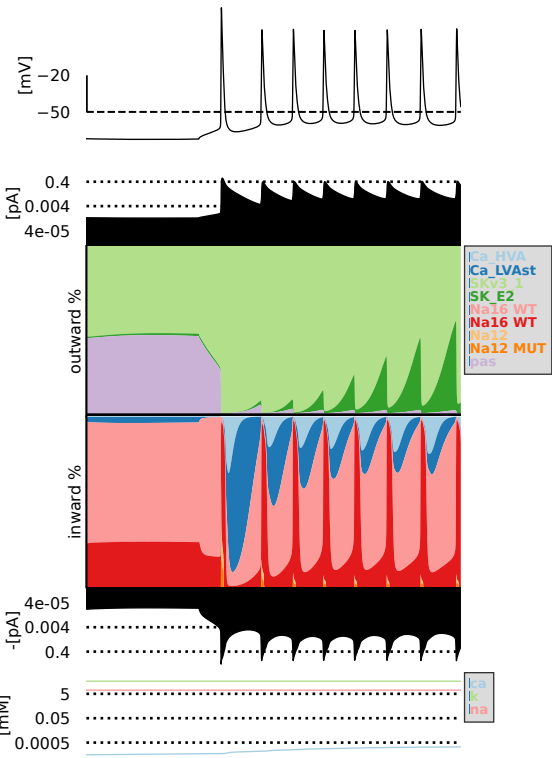 [mV]
−20
−50
[pA]
0.4
0.004
4e-05
outward %
Ca_HVA
Ca_LVAst
SKv3_1
SK_E2
Na16 WT
Na16 WT
Na12
Na12 MUT
pas
inward %
-[pA]
4e-05
0.004
0.4
[mM]
5
0.05
0.0005
ca
k
na